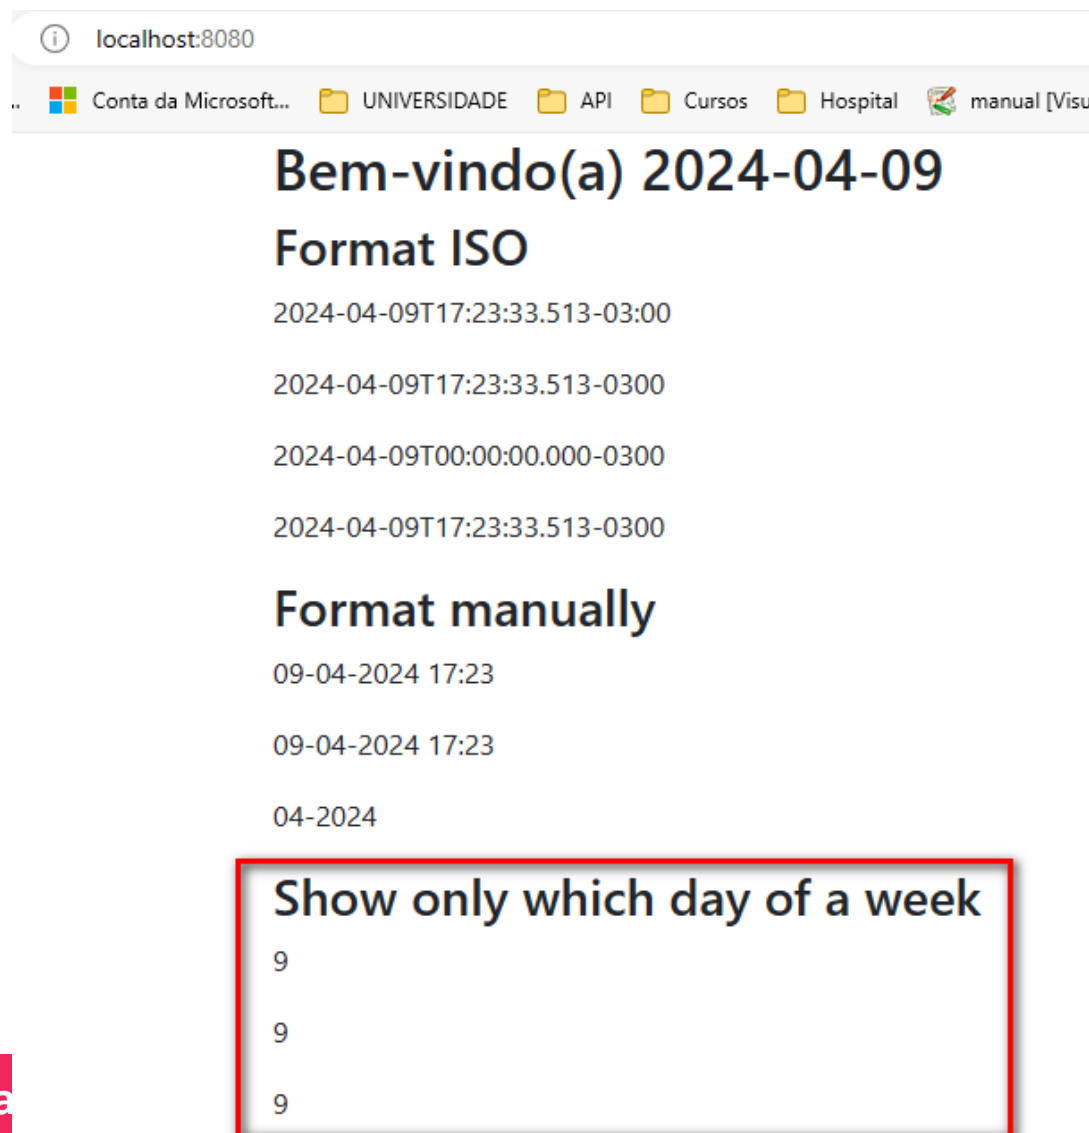 localhost:8080
Conta da Microsoft... UNIVERSIDADE API Cursos Hospital manual [Visu
Bem-vindo(a) 2024-04-09
Format ISO
2024-04-09T17:23:33.513-03:00
2024-04-09T17:23:33.513-0300
2024-04-09T00:00:00.000-0300
2024-04-09T17:23:33.513-0300
Format manually
09-04-2024 17:23
09-04-2024 17:23
04-2024
Show only which day of a week
9
9
9